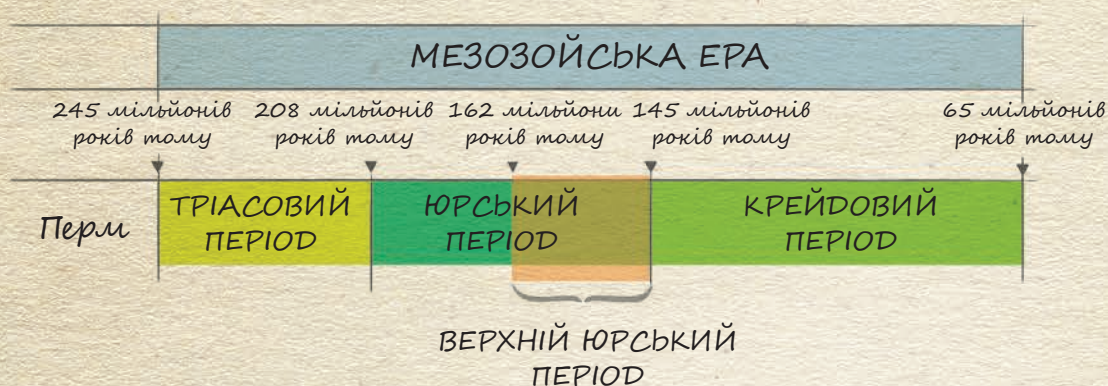 МЕЗОЗОЙСЬКА ЕРА
245 мільйонів років тому
208 мільйонів років тому
162 мільйони років тому
145 мільйонів років тому
65 мільйонів років тому
Перм
ТРІАСОВИЙ
ПЕРІОД
ЮРСЬКИЙ
ПЕРІОД
КРЕЙДОВИЙ
ПЕРІОД
ВЕРХНІЙ ЮРСЬКИЙ
ПЕРІОД